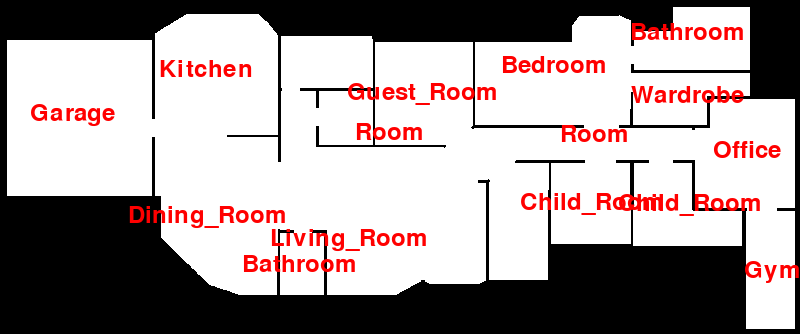 Bathroom
Bedroom
Kitchen
Guest_Room
Wardrobe
Garage
Room
Room
Office
Child_Room
Child_Room
Dining_Room
Living_Room
Bathroom
Gym